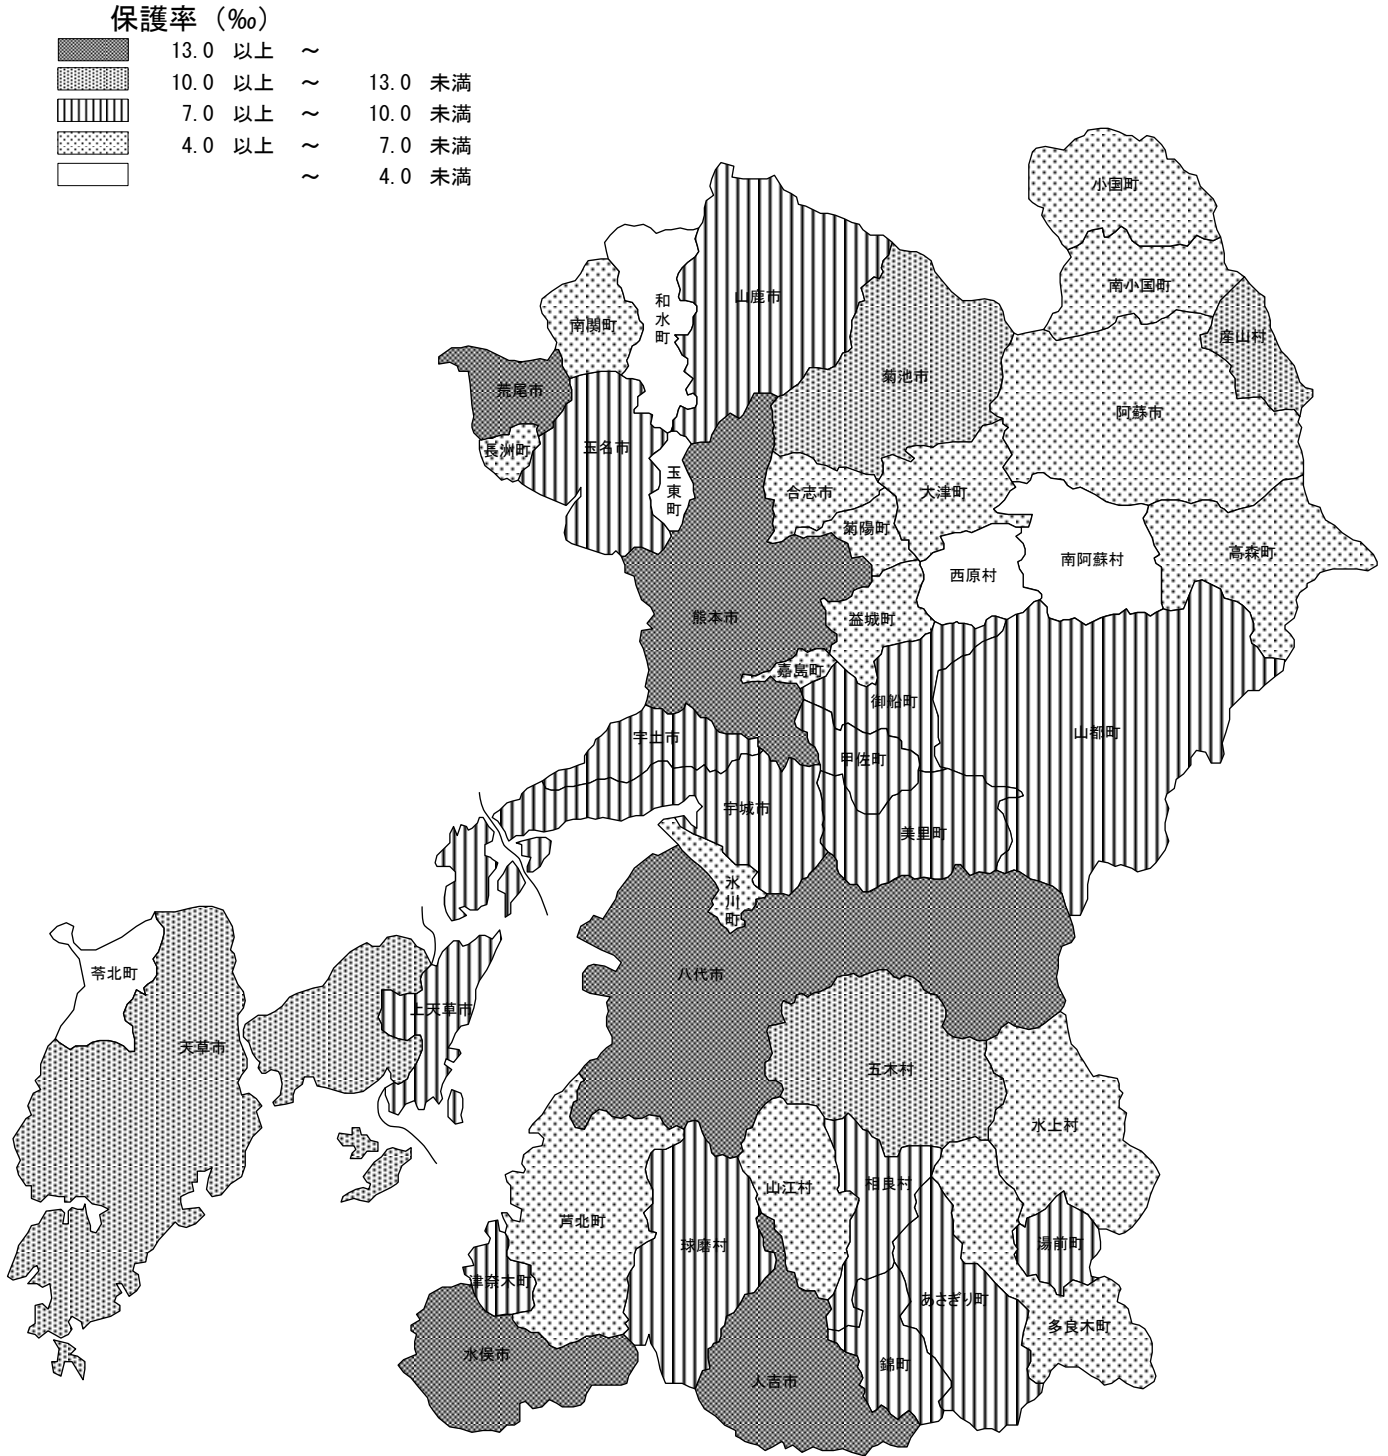 保護率（‰）
13.0 以上 ～
10.0 以上 ～ 13.0 未満
7.0 以上 ～ 10.0 未満
4.0 以上 ～ 7.0 未満
～ 4.0 未満
小国町
南小国町
産山村
和水町
山鹿市
南関町
荒尾市
菊池市
阿蘇市
長洲町
玉名市
玉東町
合志市
大津町
菊陽町
高森町
西原村
南阿蘇村
熊本市
益城町
嘉島町
御船町
山都町
宇土市
甲佐町
宇城市
美里町
氷川町
苓北町
八代市
上天草市
天草市
五木村
水上村
山江村
相良村
芦北町
球磨村
湯前町
津奈木町
あさぎり町
多良木町
水俣市
錦町
人吉市